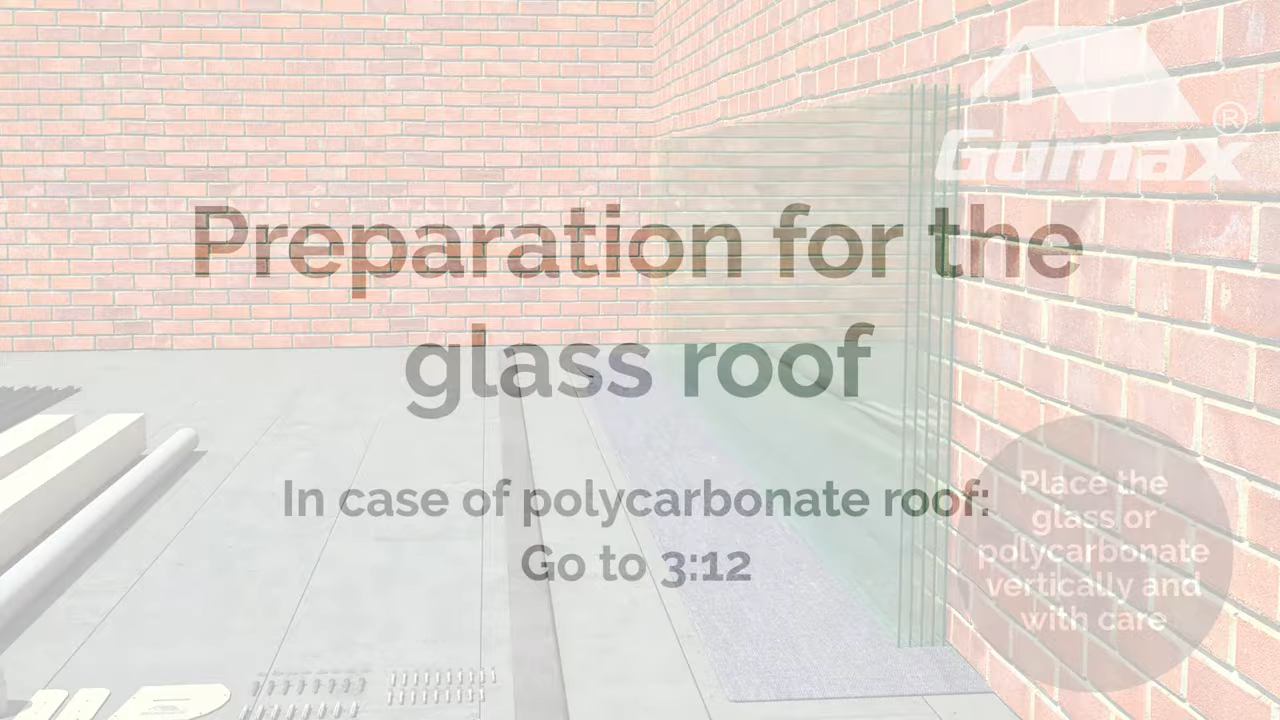 Gumax®
Preparation for the
glass roof
In case of polycarbonate roof:
Go to 3:12
Place the
glass or
polycarbonate
vertically and
with care